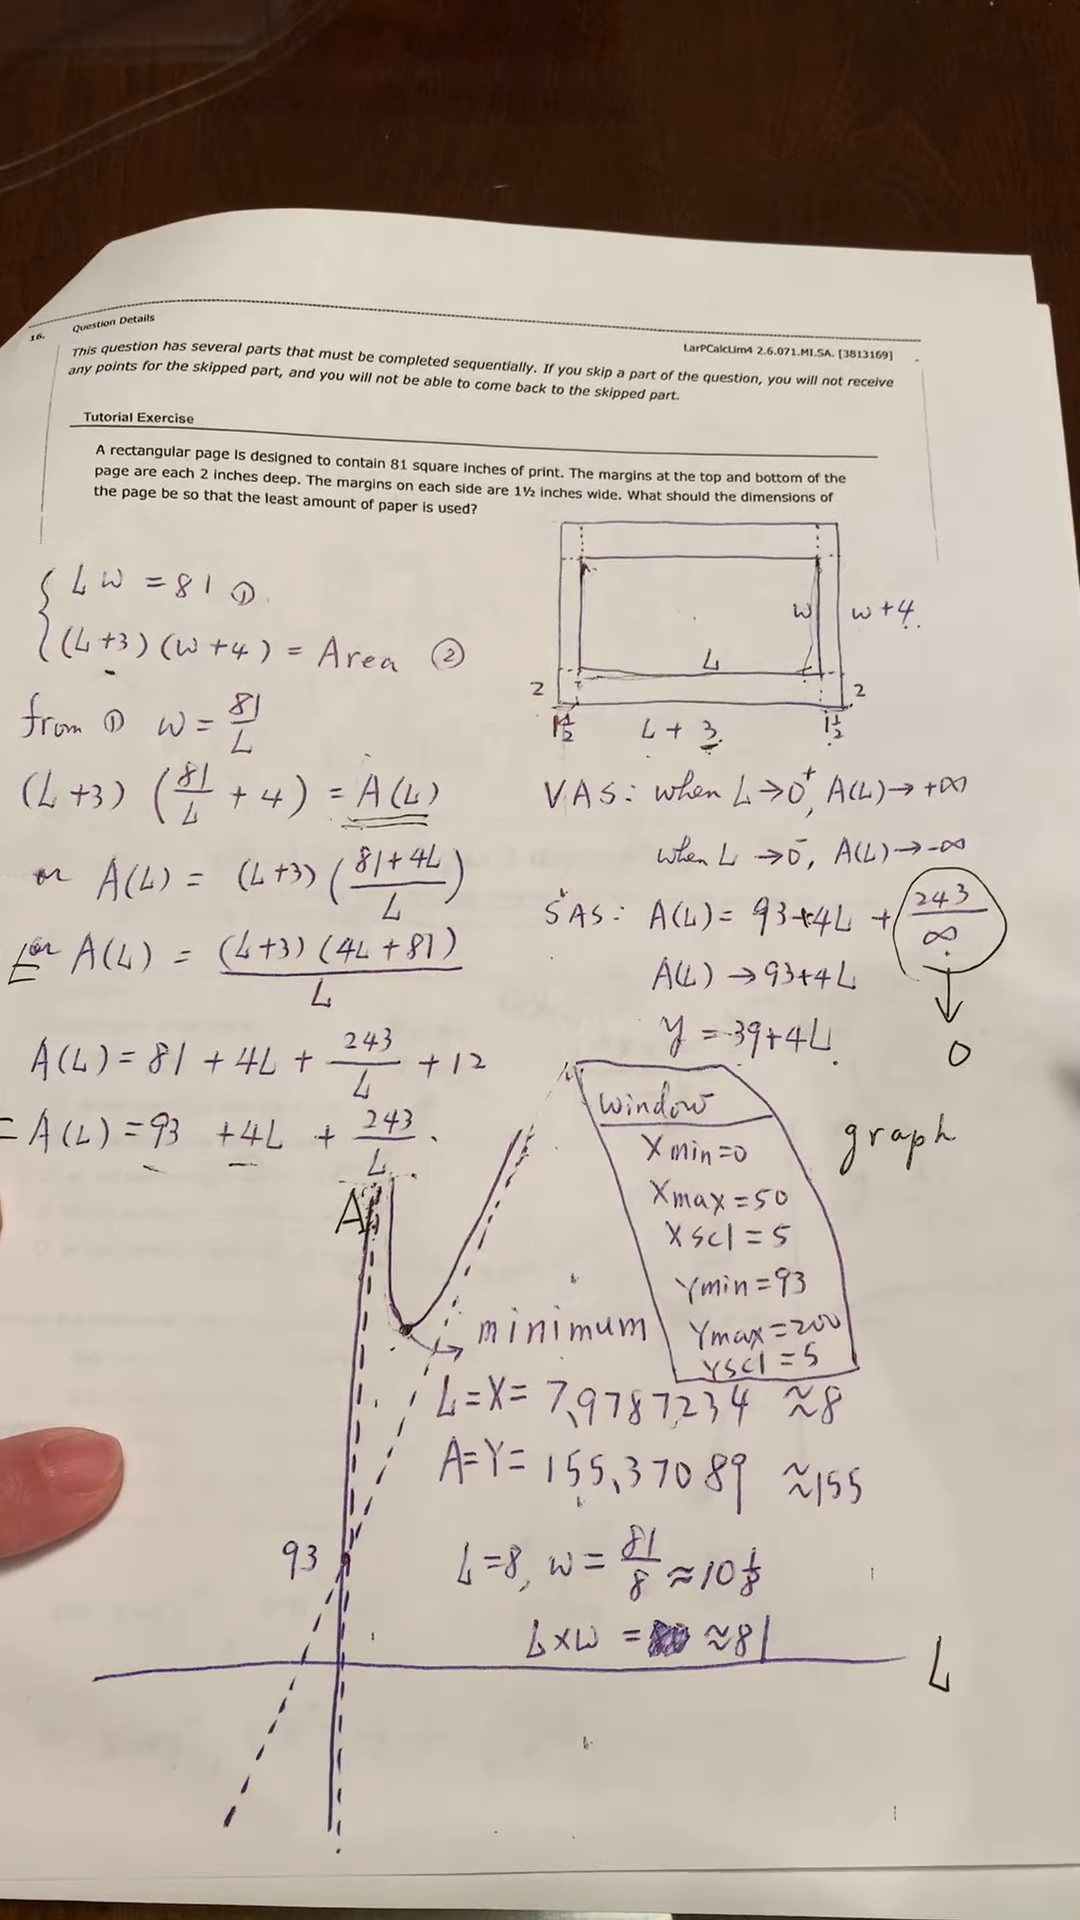 16.
Question Details
LarPCalcLim4 2.6.071.MI.SA. [3813169]
This question has several parts that must be completed sequentially. If you skip a part of the question, you will not receive
any points for the skipped part, and you will not be able to come back to the skipped part.
Tutorial Exercise
A rectangular page is designed to contain 81 square inches of print. The margins at the top and bottom of the
page are each 2 inches deep. The margins on each side are 1½ inches wide. What should the dimensions of
the page be so that the least amount of paper is used?
L W = 81 ①
(L+3) (W+4) = Area ②
from ① W = 81/L
(L+3) (81/L + 4) = A(L)
or A(L) = (L+3) (81+4L/L)
or A(L) = (L+3)(4L+81)/L
A(L) = 81 + 4L + 243/L + 12
= A(L) = 93 + 4L + 243/L
W
W+4
L
2
2
1½
L + 3
1½
VAS: when L→0⁺, A(L)→+∞
when L→0⁻, A(L)→-∞
SAS: A(L) = 93+4L + 243/∞
A(L) → 93+4L
0
y = 39+4L
Window
Xmin=0
Xmax=50
Xscl=5
Ymin=93
Ymax=200
Yscl=5
graph
A
minimum
L=X= 7.9787234 ≈8
A=Y= 155.37089 ≈155
93
L=8, W= 81/8 ≈10⅛
L×W = ≈81
L